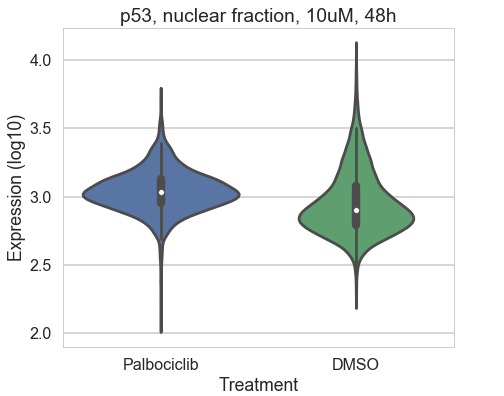 p53, nuclear fraction, 10uM, 48h
Expression (log10)
4.0
3.5
3.0
2.5
2.0
Palbociclib DMSO
Treatment